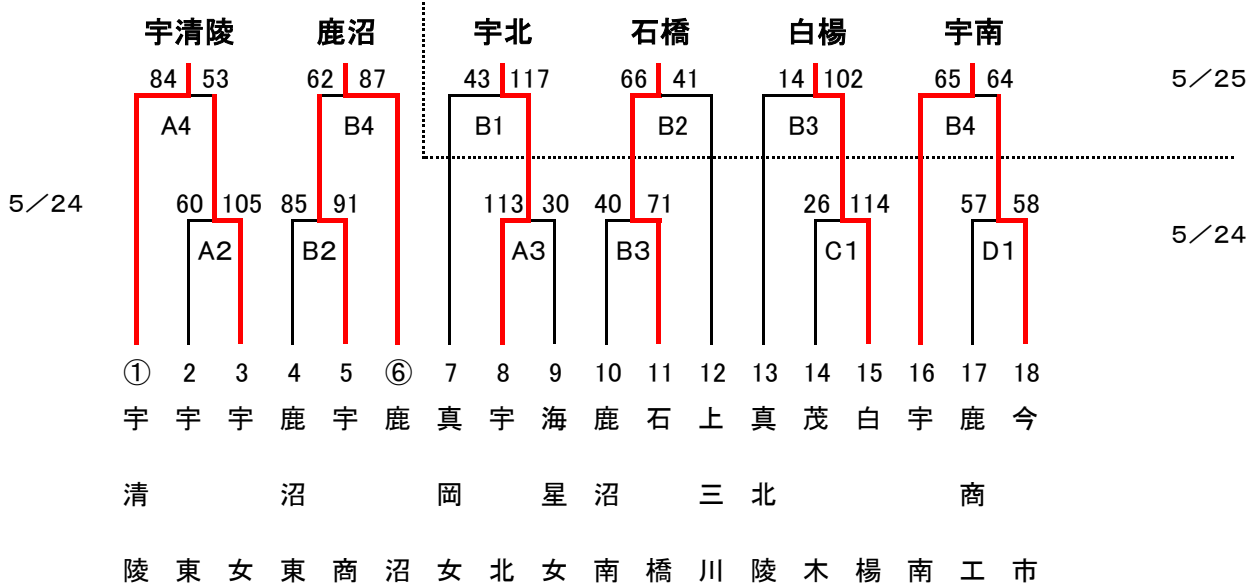 宇清陵 鹿沼 宇北 石橋 白楊 宇南
84 53 62 87 43 117 66 41 14 102 65 64 5／25
A4 B4 B1 B2 B3 B4
5／24 60 105 85 91 113 30 40 71 26 114 57 58 5／24
A2 B2 A3 B3 C1 D1
① 2 3 4 5 ⑥ 7 8 9 10 11 12 13 14 15 16 17 18
宇 宇 宇 鹿 宇 鹿 真 宇 海 鹿 石 上 真 茂 白 宇 鹿 今
清 沼 岡 星 沼 三 北 商
陵 東 女 東 商 沼 女 北 女 南 橋 川 陵 木 楊 南 工 市